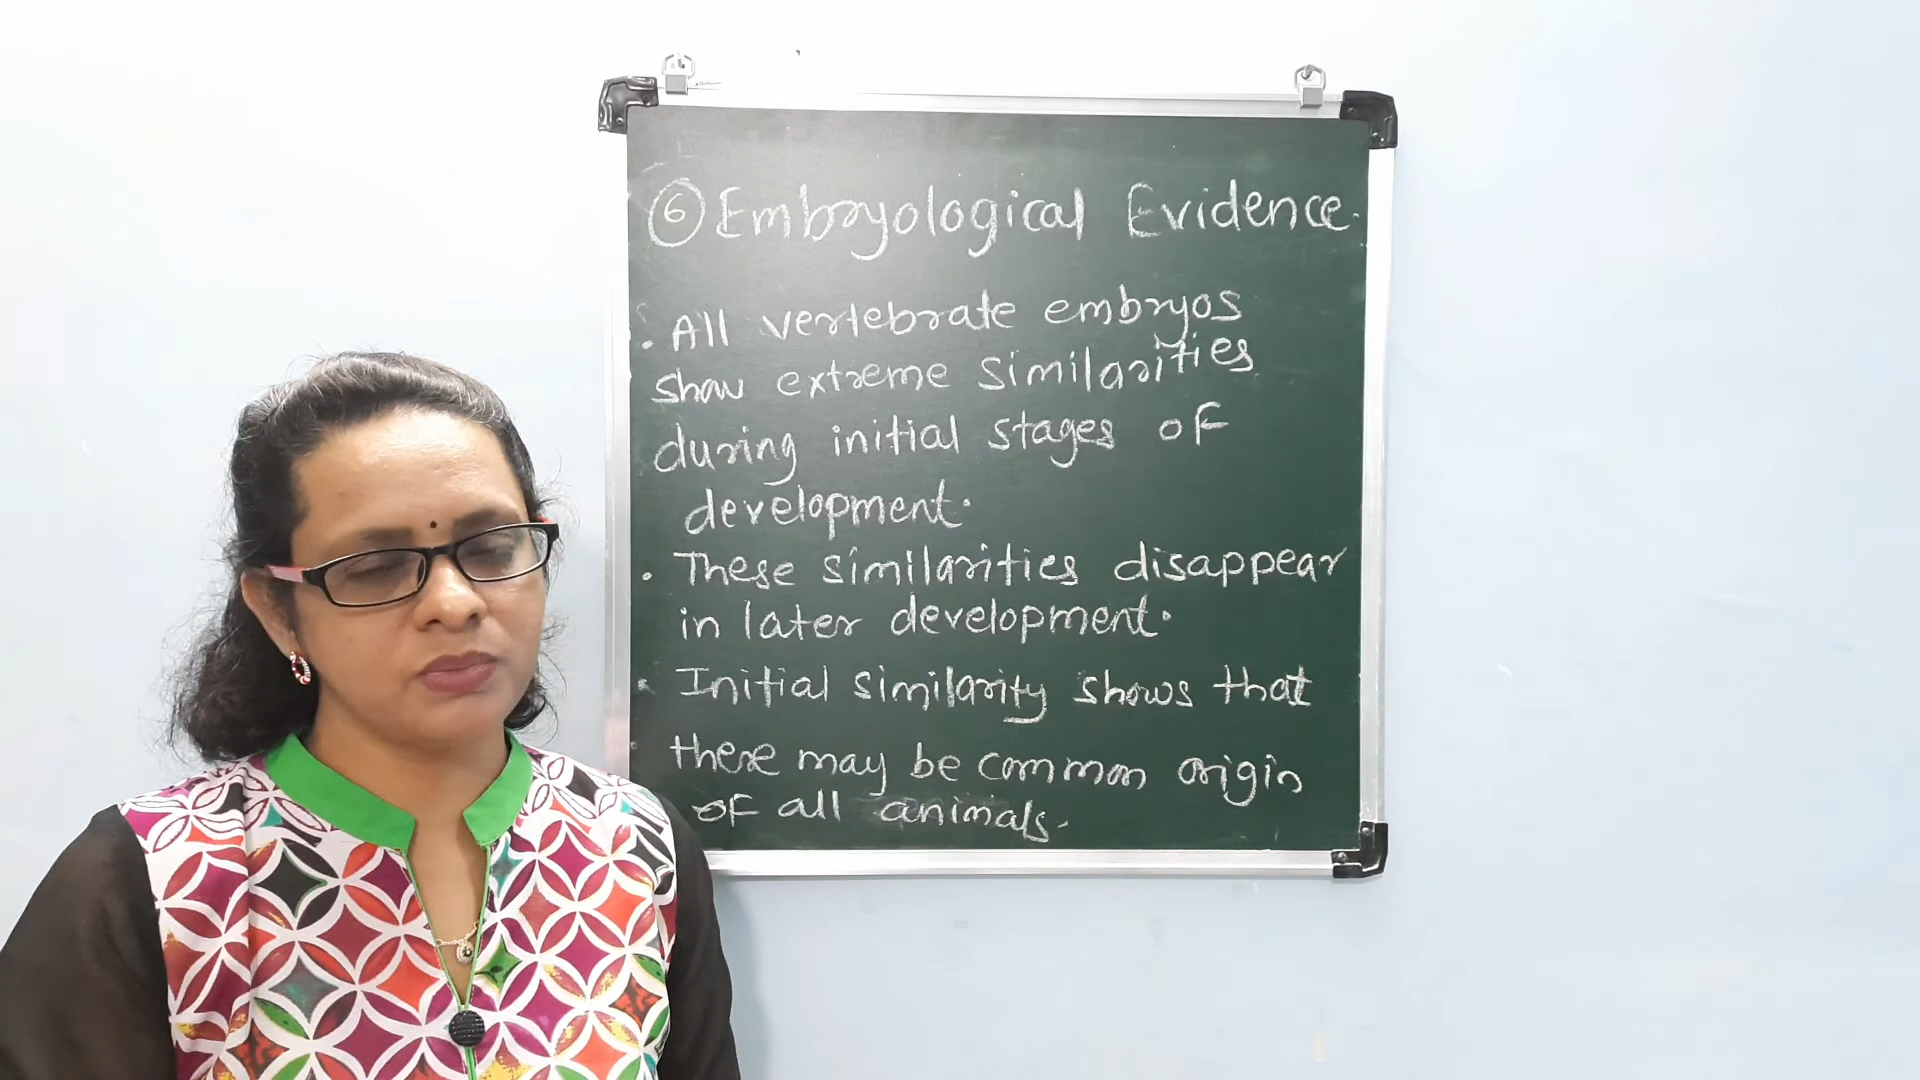 ⑥ Embryological Evidence.
• All vertebrate embryos
show extreme similarities
during initial stages of
development.
• These similarities disappear
in later development.
• Initial similarity shows that
there may be common origin
of all animals.